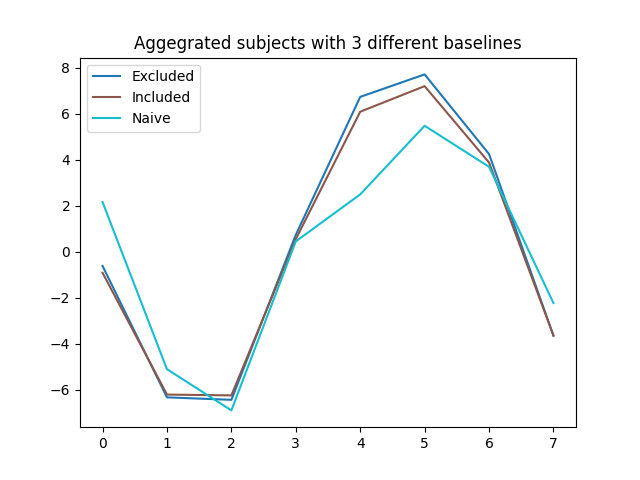 Aggegrated subjects with 3 different baselines
Excluded
Included
Naive
8
6
4
2
0
−2
−4
−6
0 1 2 3 4 5 6 7